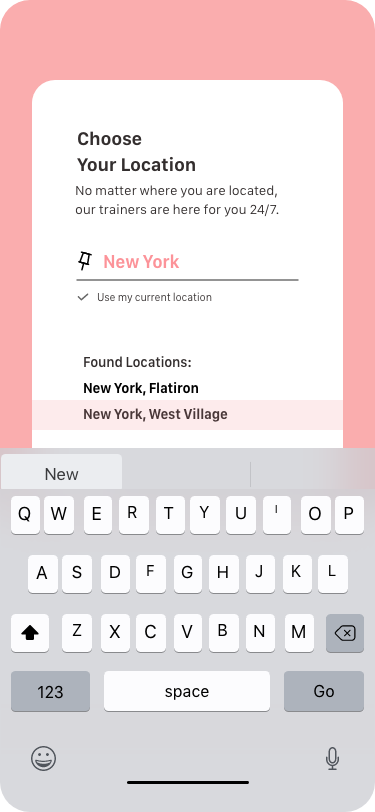 Choose
Your Location
No matter where you are located,
our trainers are here for you 24/7.
New York
Use my current location
Found Locations:
New York, Flatiron
New York, West Village
New
Q W E R T Y U I O P
A S D F G H J K L
Z X C V B N M
123 space Go